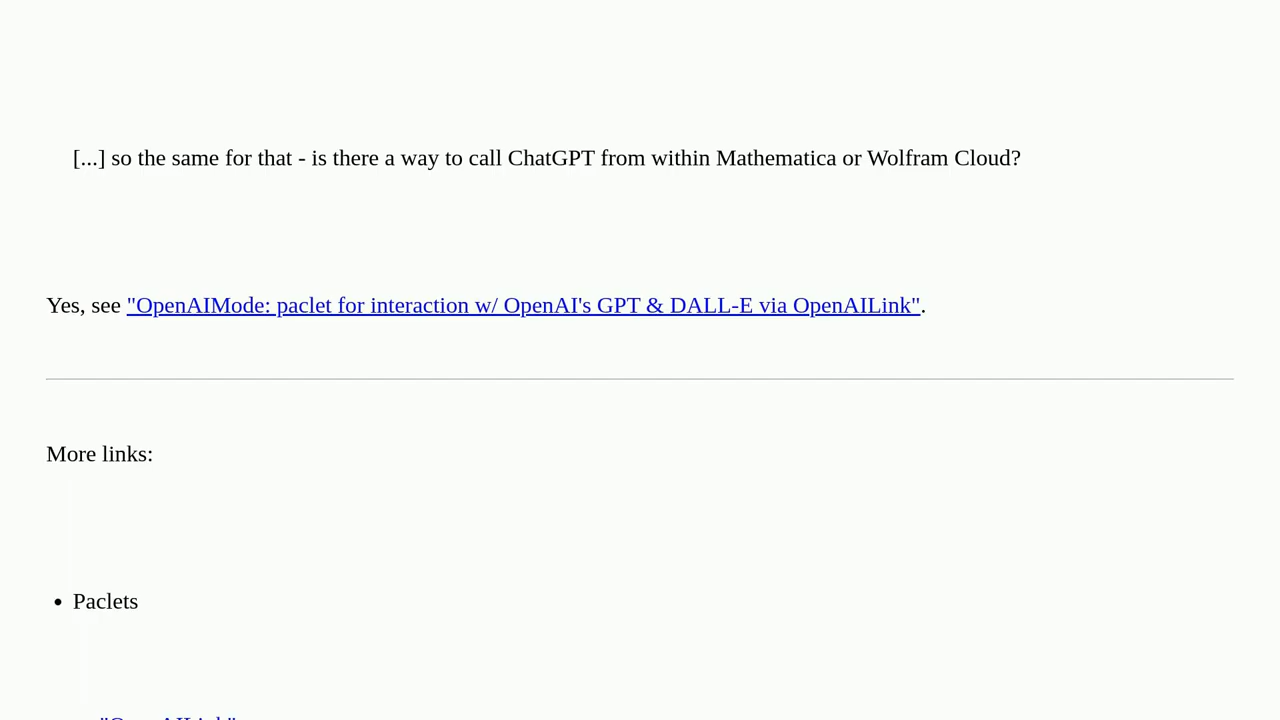 [...] so the same for that - is there a way to call ChatGPT from within Mathematica or Wolfram Cloud?
Yes, see "OpenAIMode: paclet for interaction w/ OpenAI's GPT & DALL-E via OpenAILink".
More links:
• Paclets
"OpenAILink"